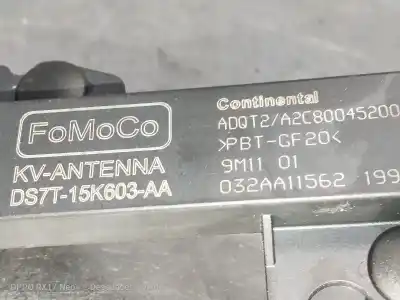 Continental
FoMoCo
ADQT2/A2C80045200
>PBT-GF20<
KV-ANTENNA
9M11 01
DS7T-15K603-AA
032AA11562 199